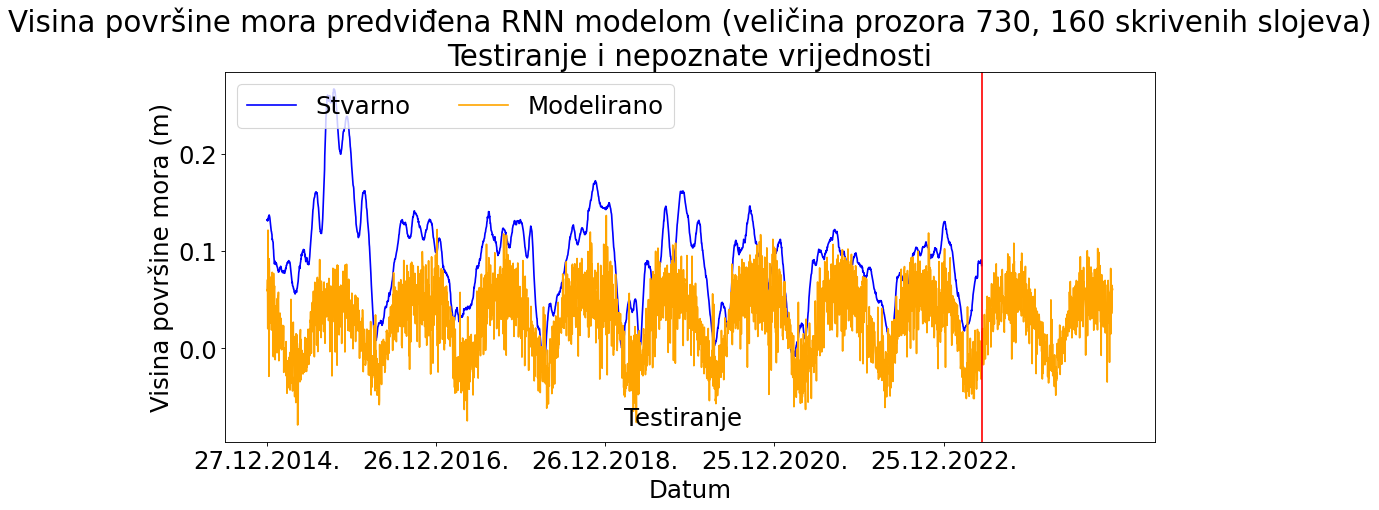 Visina površine mora predviđena RNN modelom (veličina prozora 730, 160 skrivenih slojeva)
Testiranje i nepoznate vrijednosti
Stvarno
Modelirano
Visina površine mora (m)
0.2
0.1
0.0
Testiranje
27.12.2014.
26.12.2016.
26.12.2018.
25.12.2020.
25.12.2022.
Datum